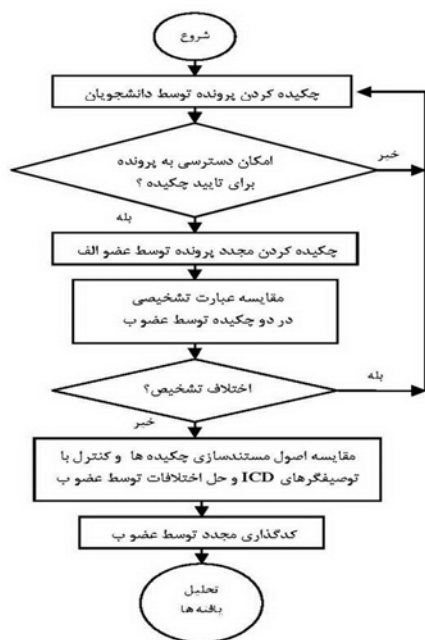 شروع
چکیده کردن پرونده توسط دانشجویان
امکان دسترسی به پرونده
برای تایید چکیده ؟
خبر
بله
چکیده کردن مجدد پرونده توسط عضو الف
مقایسه عبارت تشخیصی
در دو چکیده توسط عضو ب
اختلاف تشخیص؟
بله
خبر
مقایسه اصول مستندسازی چکیده ها و کنترل با
توصیفگرهای ICD و حل اختلافات توسط عضو ب
کدگذاری مجدد توسط عضو ب
تحلیل
یافته ها